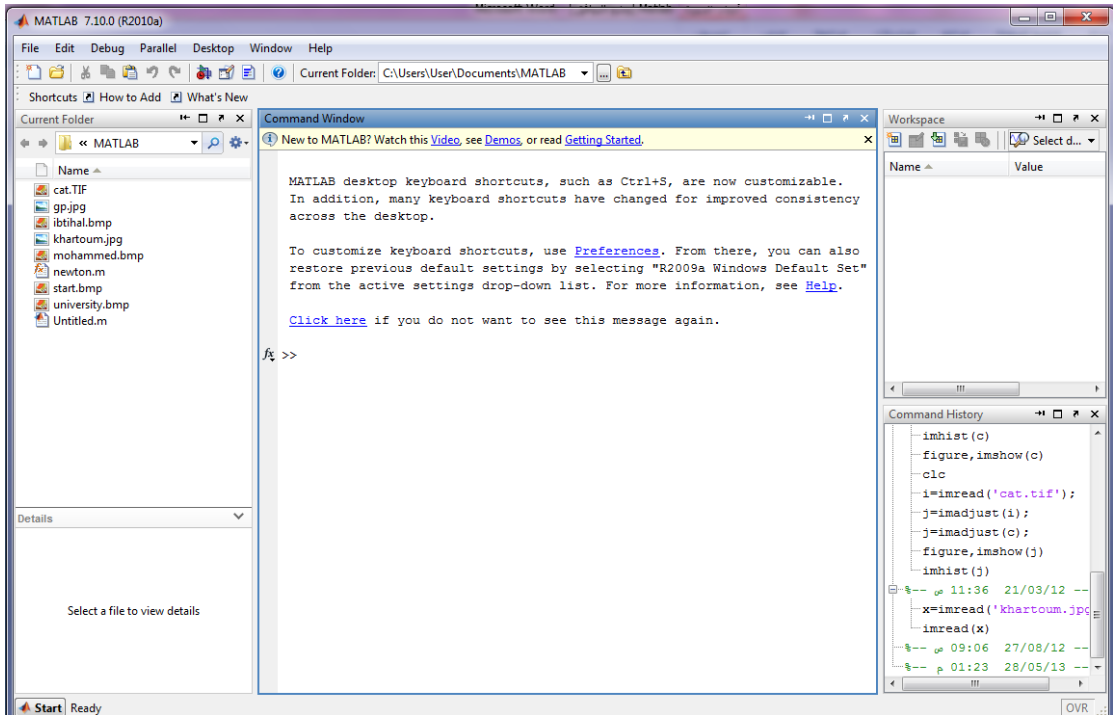 Microsoft Word
MATLAB 7.10.0 (R2010a)
File Edit Debug Parallel Desktop Window Help
Current Folder: C:\Users\User\Documents\MATLAB
Shortcuts How to Add What's New
Current Folder
« MATLAB
Name
cat.TIF
gp.jpg
ibtihal.bmp
khartoum.jpg
mohammed.bmp
newton.m
start.bmp
university.bmp
Untitled.m
Details
Select a file to view details
Command Window
New to MATLAB? Watch this Video, see Demos, or read Getting Started.
MATLAB desktop keyboard shortcuts, such as Ctrl+S, are now customizable.
In addition, many keyboard shortcuts have changed for improved consistency
across the desktop.
To customize keyboard shortcuts, use Preferences. From there, you can also
restore previous default settings by selecting "R2009a Windows Default Set"
from the active settings drop-down list. For more information, see Help.
Click here if you do not want to see this message again.
fx >>
Workspace
Select d...
Name Value
Command History
imhist(c)
figure,imshow(c)
clc
i=imread('cat.tif');
j=imadjust(i);
j=imadjust(c);
figure,imshow(j)
imhist(j)
%-- ص 11:36 21/03/12 --
x=imread('khartoum.jpg
imread(x)
%-- ص 09:06 27/08/12 --
%-- م 01:23 28/05/13 --
Start Ready
OVR